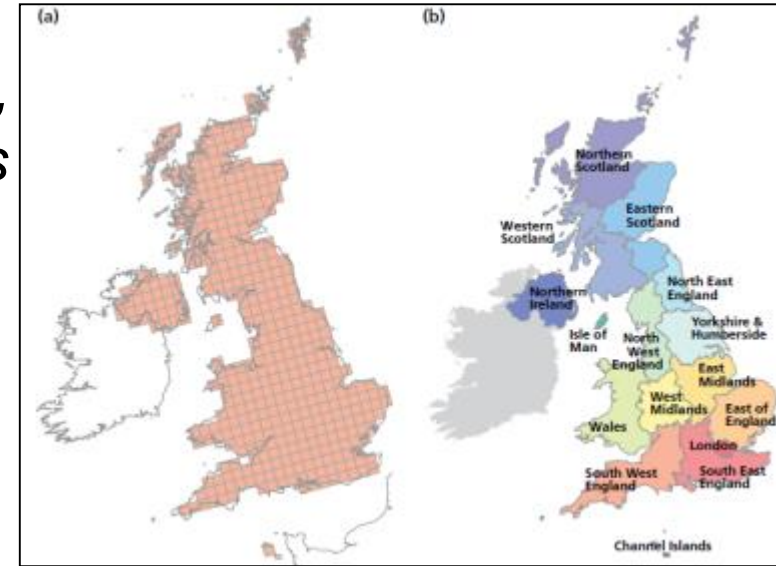 (a)
(b)
,
s
Northern
Scotland
Eastern
Scotland
Western
Scotland
North East
England
Northern
Ireland
Yorkshire &
Humberside
Isle of
Man
North
West
England
East
Midlands
West
Midlands
East of
England
Wales
London
South West
England
South East
England
Channel Islands